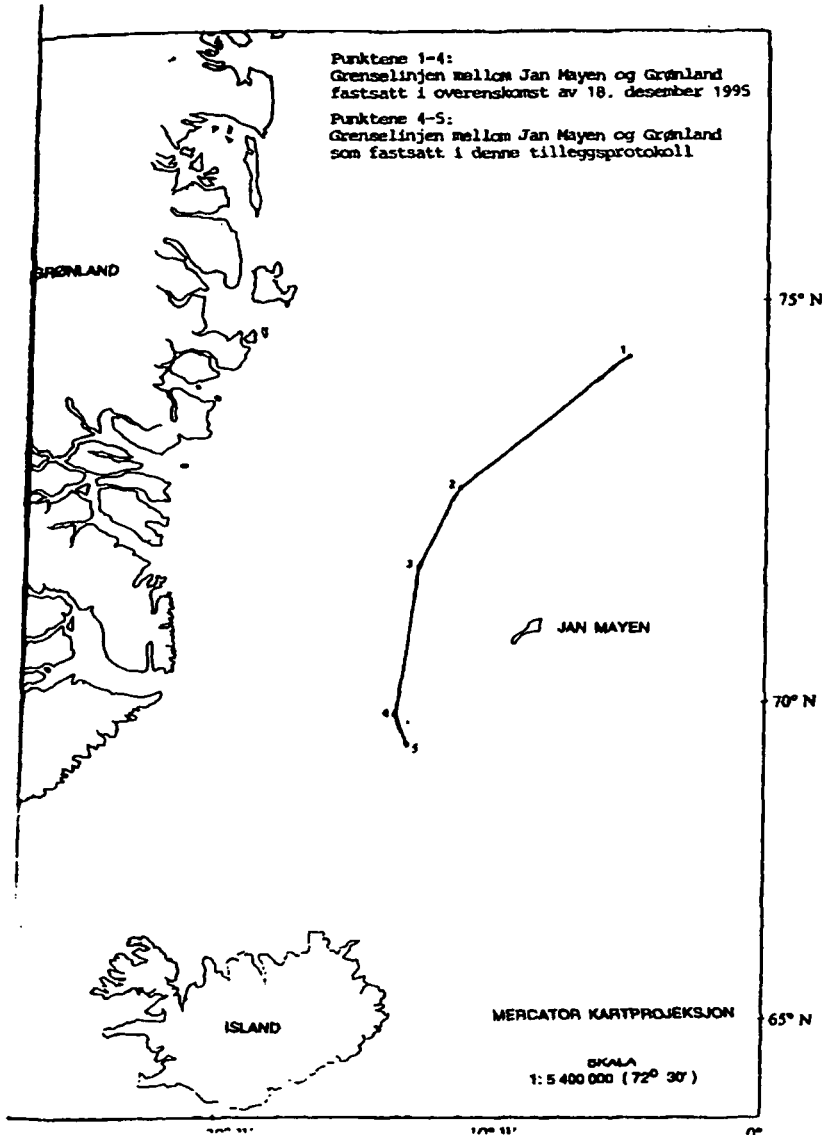 Punktene 1-4:
Grenselinjen mellom Jan Mayen og Grønland
fastsatt i overenskomst av 18. desember 1995
Punktene 4-5:
Grenselinjen mellom Jan Mayen og Grønland
som fastsatt i denne tilleggsprotokoll
GRØNLAND
75° N
1
2
3
JAN MAYEN
70° N
4
5
MERCATOR KARTPROJEKSJON
65° N
ISLAND
SKALA
1: 5 400 000 (72° 30')
10° W
0°